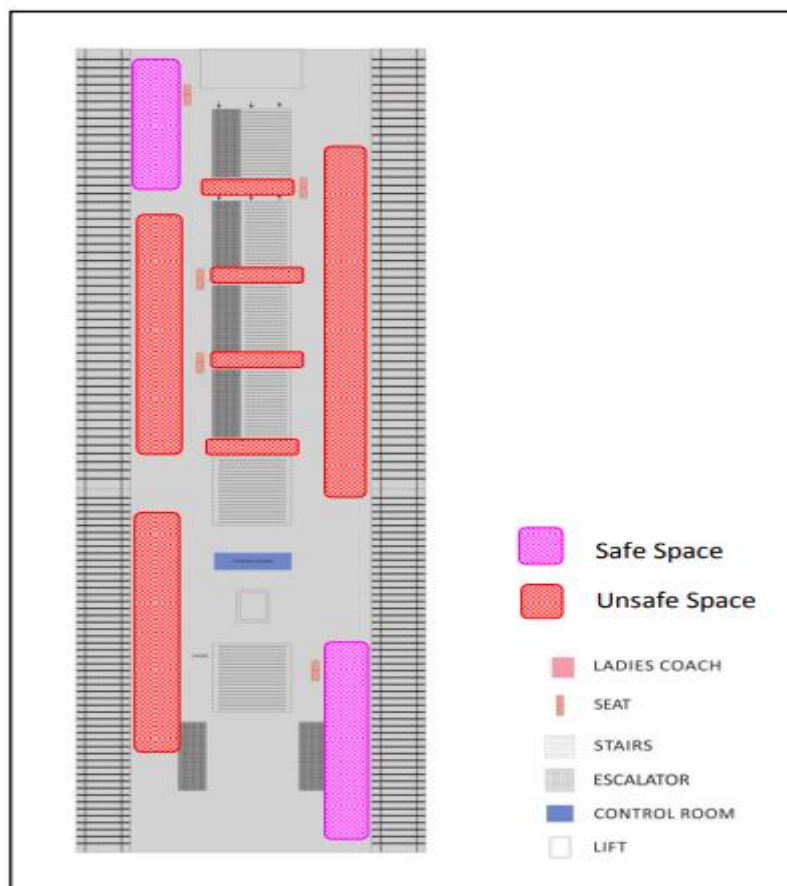 Safe Space
Unsafe Space
LADIES COACH
SEAT
STAIRS
ESCALATOR
CONTROL ROOM
LIFT